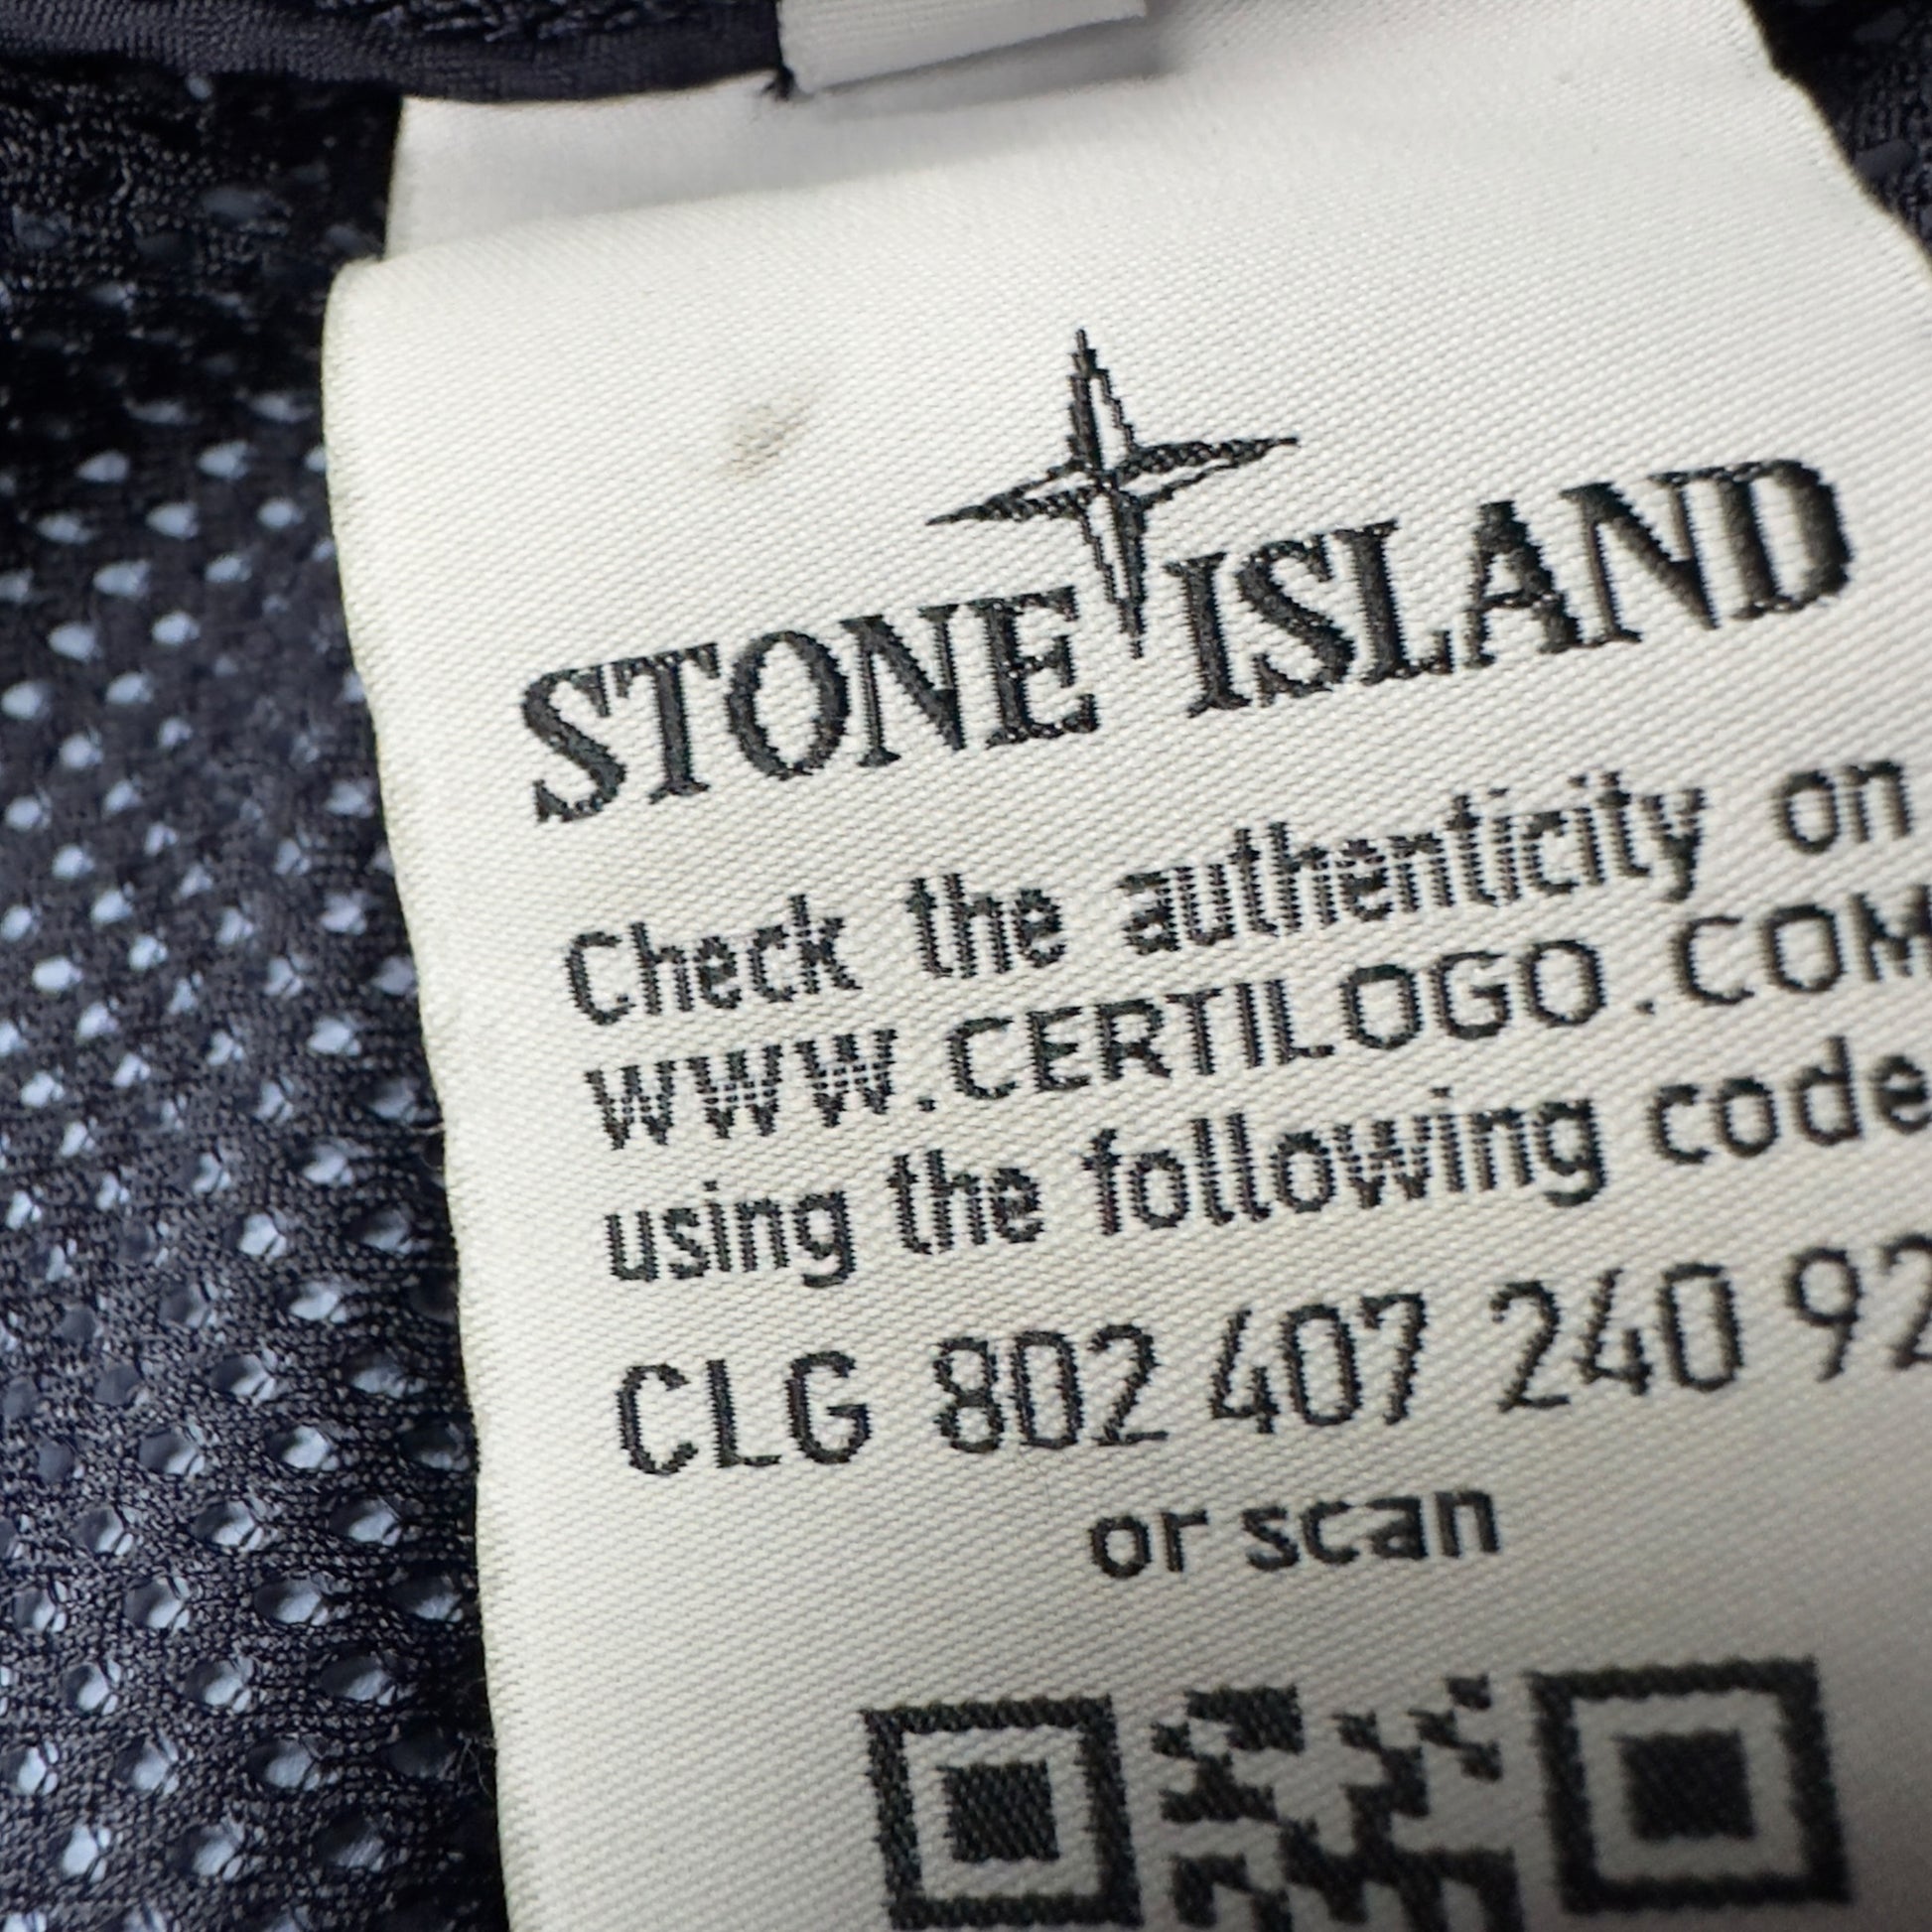 STONE ISLAND
Check the authenticity on
WWW.CERTILOGO.COM
using the following code
CLG 802 407 240 92
or scan